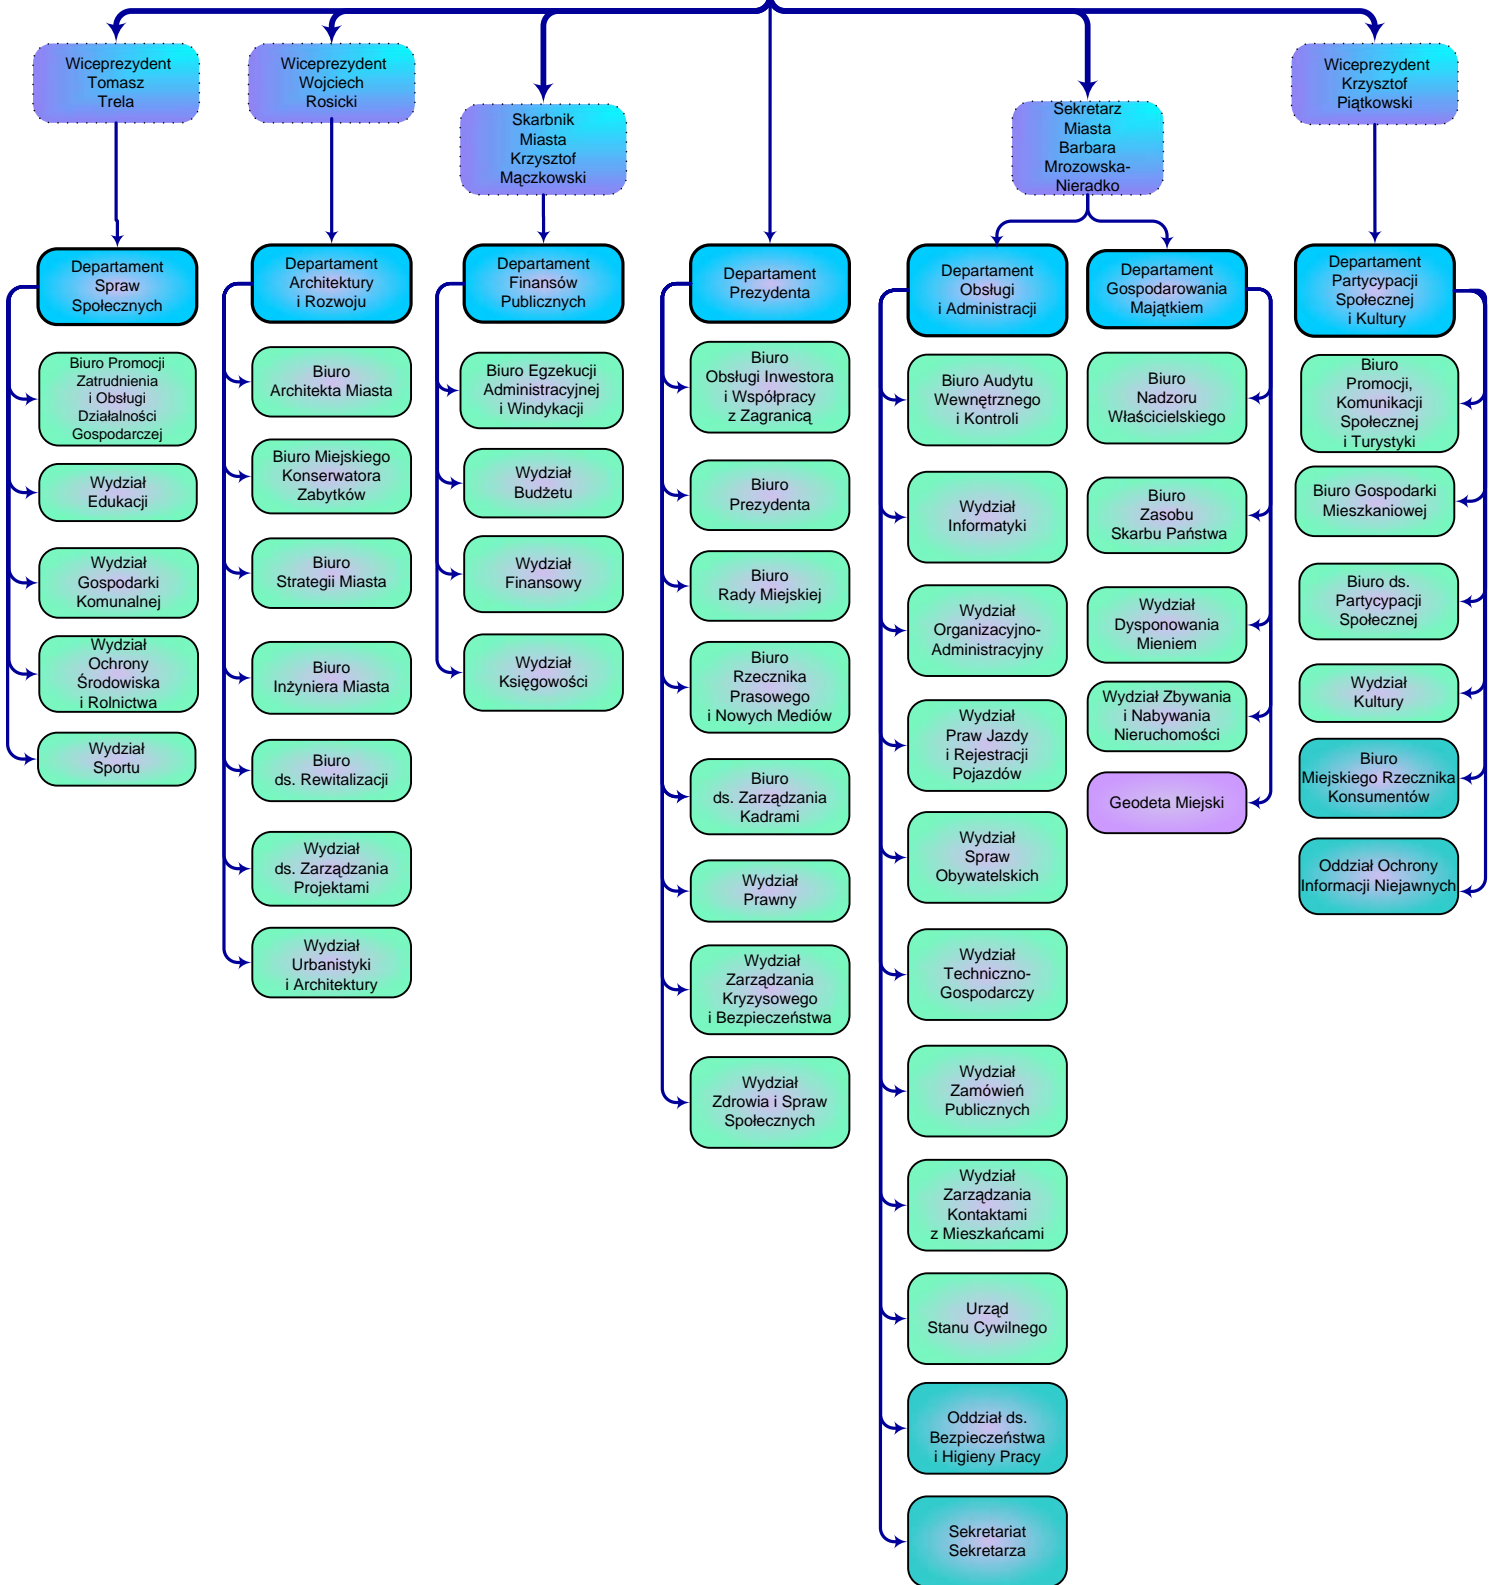 Wiceprezydent
Tomasz
Trela
Wiceprezydent
Wojciech
Rosicki
Skarbnik
Miasta
Krzysztof
Mączkowski
Sekretarz
Miasta
Barbara
Mrozowska-
Nieradko
Wiceprezydent
Krzysztof
Piątkowski
Departament
Spraw
Społecznych
Biuro Promocji
Zatrudnienia
i Obsługi
Działalności
Gospodarczej
Wydział
Edukacji
Wydział
Gospodarki
Komunalnej
Wydział
Ochrony
Środowiska
i Rolnictwa
Wydział
Sportu
Departament
Architektury
i Rozwoju
Biuro
Architekta Miasta
Biuro Miejskiego
Konserwatora
Zabytków
Biuro
Strategii Miasta
Biuro
Inżyniera Miasta
Biuro
ds. Rewitalizacji
Wydział
ds. Zarządzania
Projektami
Wydział
Urbanistyki
i Architektury
Departament
Finansów
Publicznych
Biuro Egzekucji
Administracyjnej
i Windykacji
Wydział
Budżetu
Wydział
Finansowy
Wydział
Księgowości
Departament
Prezydenta
Biuro
Obsługi Inwestora
i Współpracy
z Zagranicą
Biuro
Prezydenta
Biuro
Rady Miejskiej
Biuro
Rzecznika
Prasowego
i Nowych Mediów
Biuro
ds. Zarządzania
Kadrami
Wydział
Prawny
Wydział
Zarządzania
Kryzysowego
i Bezpieczeństwa
Wydział
Zdrowia i Spraw
Społecznych
Departament
Obsługi
i Administracji
Biuro Audytu
Wewnętrznego
i Kontroli
Wydział
Informatyki
Wydział
Organizacyjno-
Administracyjny
Wydział
Praw Jazdy
i Rejestracji
Pojazdów
Wydział
Spraw
Obywatelskich
Wydział
Techniczno-
Gospodarczy
Wydział
Zamówień
Publicznych
Wydział
Zarządzania
Kontaktami
z Mieszkańcami
Urząd
Stanu Cywilnego
Oddział ds.
Bezpieczeństwa
i Higieny Pracy
Sekretariat
Sekretarza
Departament
Gospodarowania
Majątkiem
Biuro
Nadzoru
Właścicielskiego
Biuro
Zasobu
Skarbu Państwa
Wydział
Dysponowania
Mieniem
Wydział Zbywania
i Nabywania
Nieruchomości
Geodeta Miejski
Departament
Partycypacji
Społecznej
i Kultury
Biuro
Promocji,
Komunikacji
Społecznej
i Turystyki
Biuro Gospodarki
Mieszkaniowej
Biuro ds.
Partycypacji
Społecznej
Wydział
Kultury
Biuro
Miejskiego Rzecznika
Konsumentów
Oddział Ochrony
Informacji Niejawnych